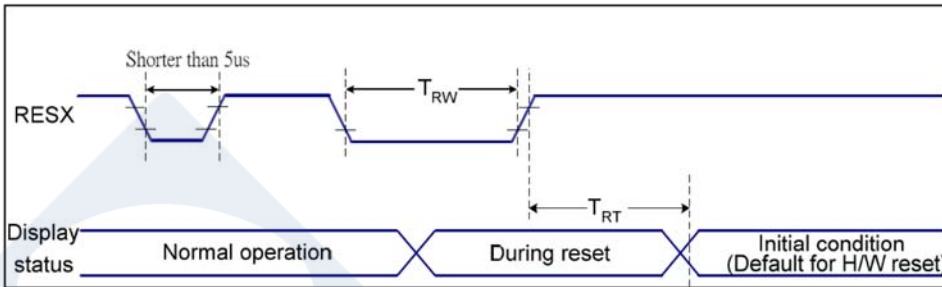 Shorter than 5us
RESX
TRW
TRT
Display
status
Normal operation
During reset
Initial condition
(Default for H/W reset)